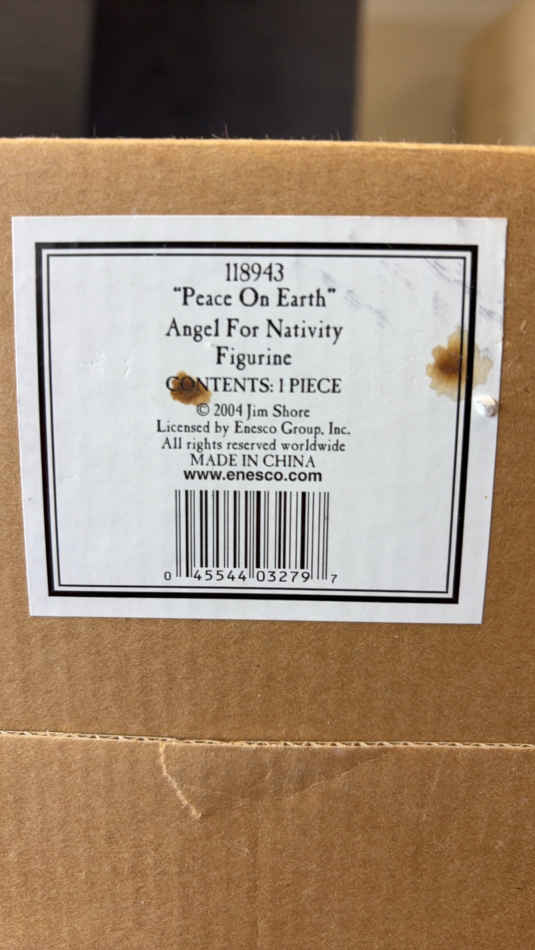 118943
"Peace On Earth"
Angel For Nativity
Figurine
CONTENTS: 1 PIECE
© 2004 Jim Shore
Licensed by Enesco Group, Inc.
All rights reserved worldwide
MADE IN CHINA
www.enesco.com
0 45544 03279 7